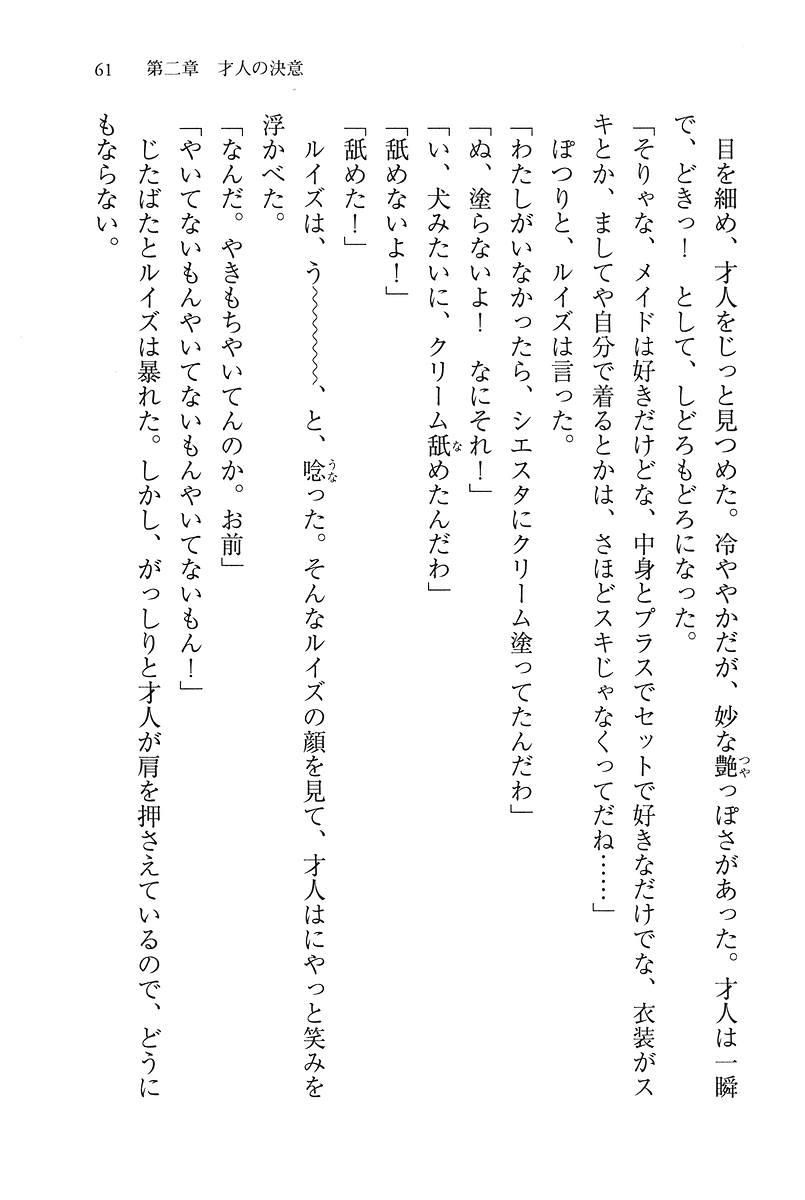 61　第二章　才人の決意
　目を細め、才人をじっと見つめた。冷ややかだが、妙な艶っぽさがあった。才人は一瞬
で、どきっ！　として、しどろもどろになった。
「そりゃな、メイドは好きだけどな、中身とプラスでセットで好きなだけでな、衣装がス
キとか、ましてや自分で着るとかは、さほどスキじゃなくってだね……」
　ぽつりと、ルイズは言った。
「わたしがいなかったら、シエスタにクリーム塗ってたんだわ」
「ぬ、塗らないよ！　なにそれ！」
「い、犬みたいに、クリーム舐めたんだわ」
「舐めないよ！」
「舐めた！」
　ルイズは、う〜〜〜〜〜、と、唸った。そんなルイズの顔を見て、才人はにやっと笑みを
浮かべた。
「なんだ。やきもちやいてんのか。お前」
「やいてないもんやいてないもんやいてないもん！」
　じたばたとルイズは暴れた。しかし、がっしりと才人が肩を押さえているので、どうに
もならない。